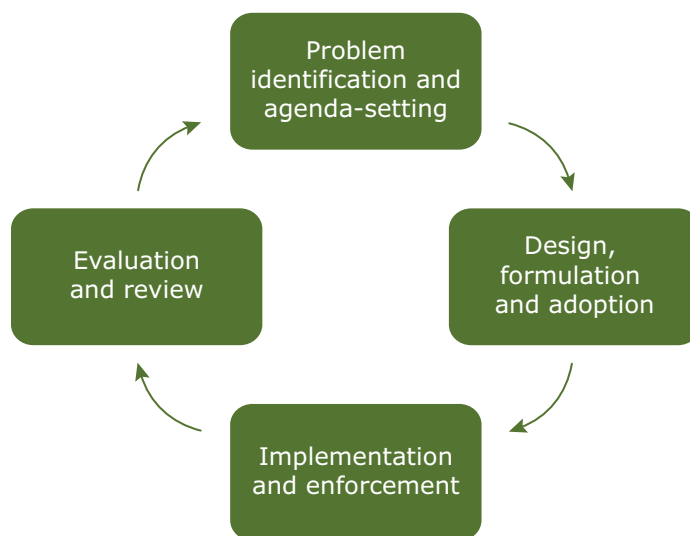 Problem
identification and
agenda-setting
Design,
formulation
and adoption
Implementation
and enforcement
Evaluation
and review